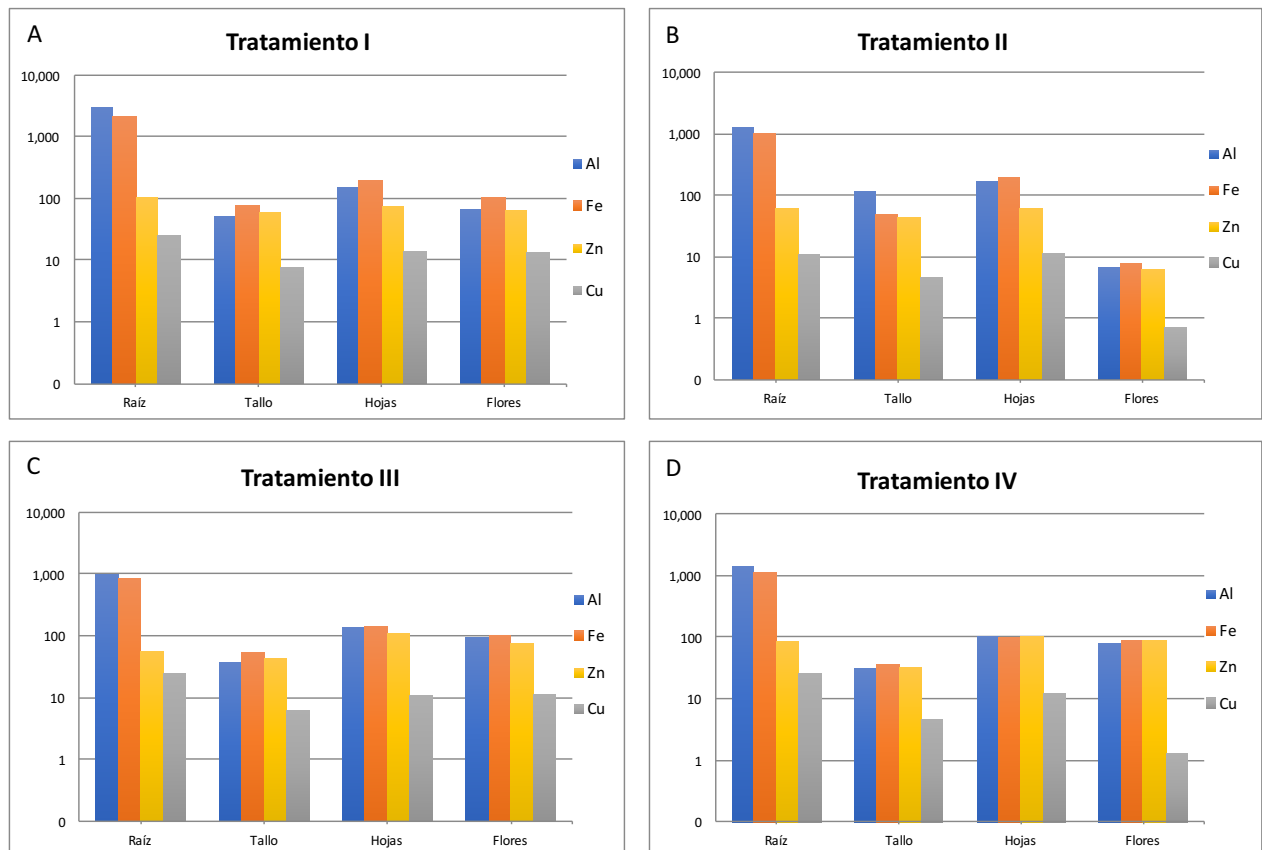 A
Tratamiento I
10,000
1,000
100
10
1
0
Raíz Tallo Hojas Flores
Al
Fe
Zn
Cu
B
Tratamiento II
10,000
1,000
100
10
1
0
Raíz Tallo Hojas Flores
Al
Fe
Zn
Cu
C
Tratamiento III
10,000
1,000
100
10
1
0
Raíz Tallo Hojas Flores
Al
Fe
Zn
Cu
D
Tratamiento IV
10,000
1,000
100
10
1
0
Raíz Tallo Hojas Flores
Al
Fe
Zn
Cu